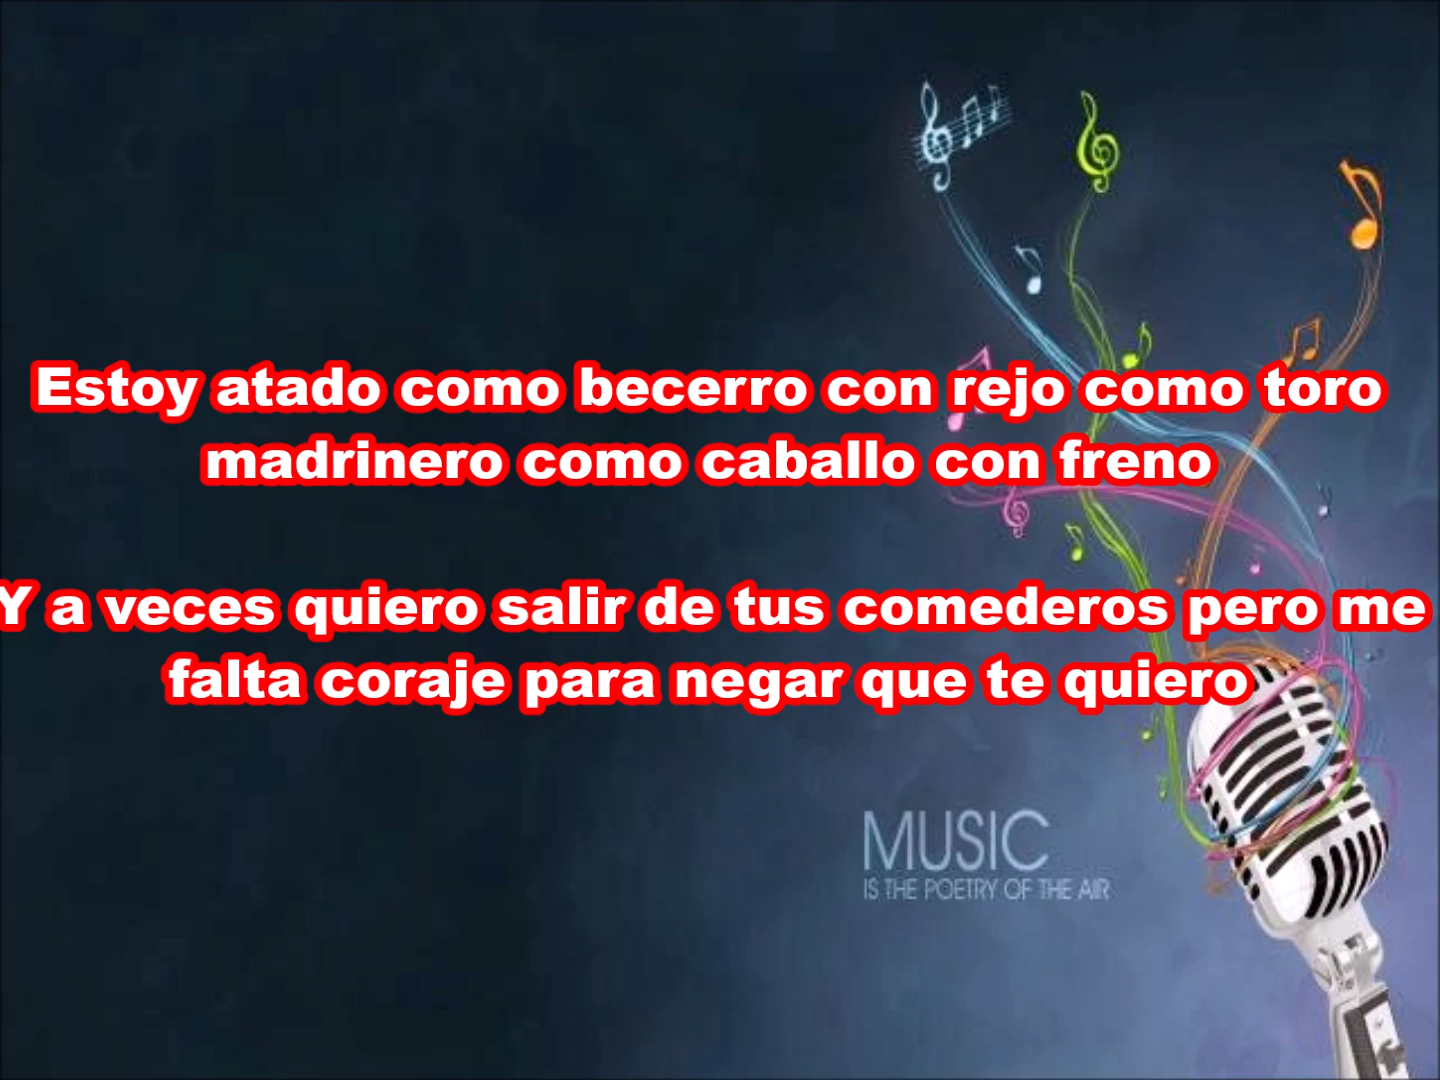 Estoy atado como becerro con rejo como toro
madrinero como caballo con freno
Y a veces quiero salir de tus comederos pero me
falta coraje para negar que te quiero
MUSIC
IS THE POETRY OF THE AIR